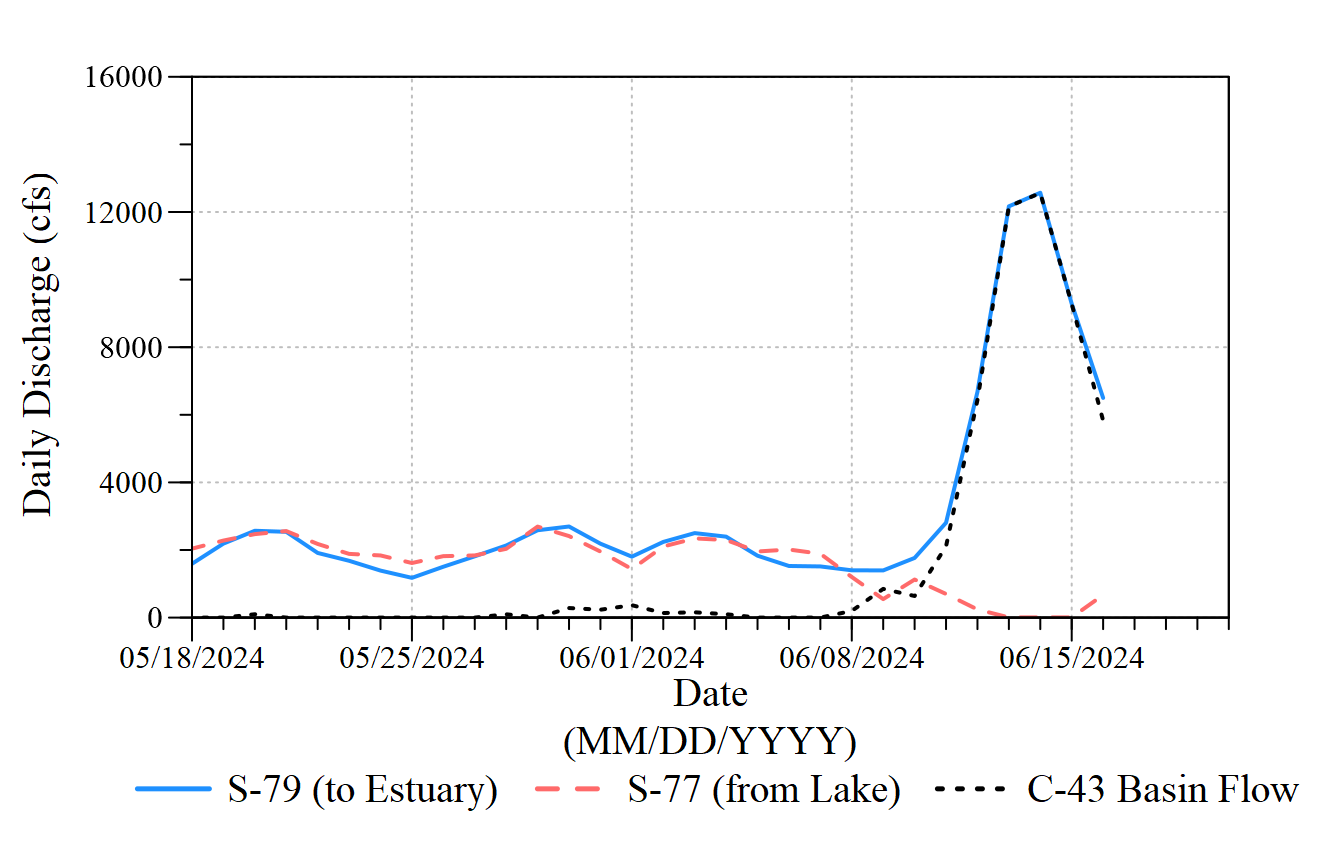 16000
12000
8000
4000
0
Daily Discharge (cfs)
05/18/2024 05/25/2024 06/01/2024 06/08/2024 06/15/2024
Date
(MM/DD/YYYY)
S-79 (to Estuary) S-77 (from Lake) C-43 Basin Flow